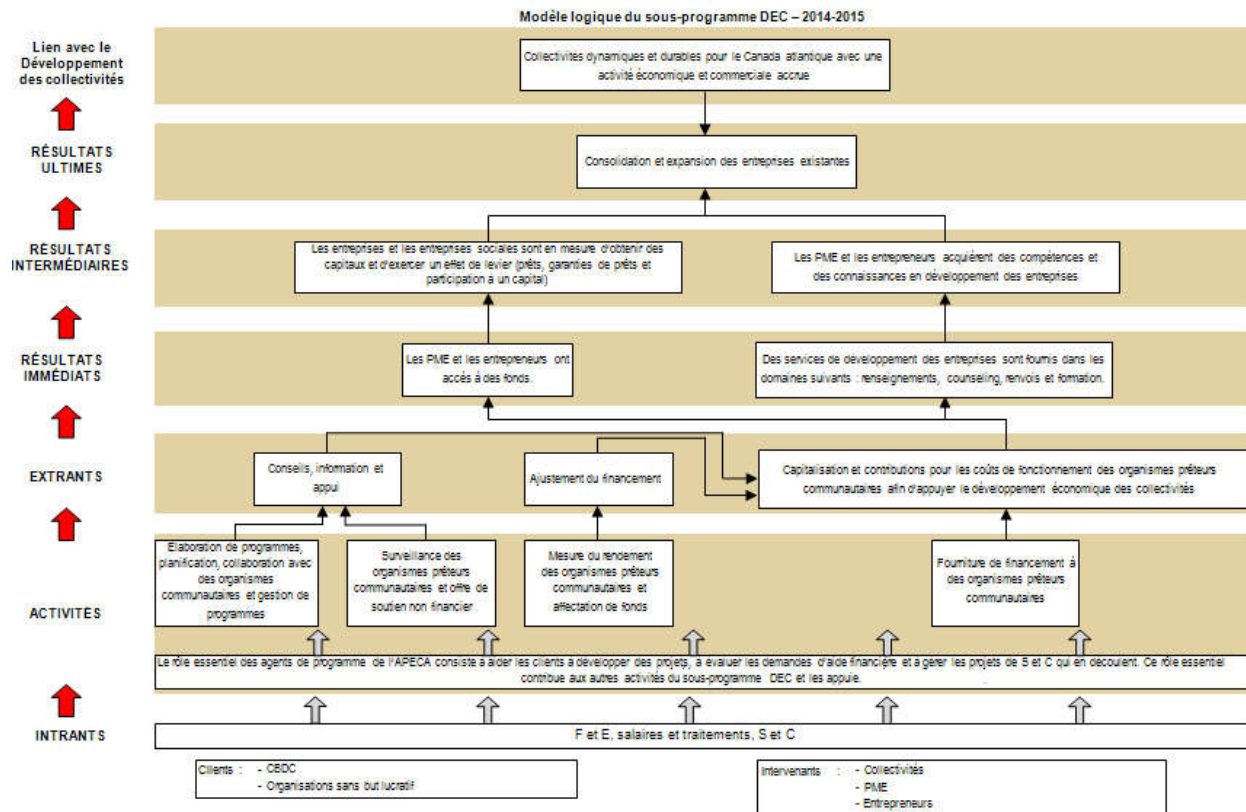 Modèle logique du sous-programme DEC – 2014-2015
Lien avec le
Développement
des collectivités
Collectivités dynamiques et durables pour le Canada atlantique avec une
activité économique et commerciale accrue
RÉSULTATS
ULTIMES
Consolidation et expansion des entreprises existantes
RÉSULTATS
INTERMÉDIAIRES
Les entreprises et les entreprises sociales sont en mesure d'obtenir des
capitaux et d'exercer un effet de levier (prêts, garanties de prêts et
participation à un capital)
Les PME et les entrepreneurs acquièrent des compétences et
des connaissances en développement des entreprises
RÉSULTATS
IMMÉDIATS
Les PME et les entrepreneurs ont
accès à des fonds.
Des services de développement des entreprises sont fournis dans les
domaines suivants : renseignements, counseling, renvois et formation.
EXTRANTS
Conseils, information et
appui
Ajustement du financement
Capitalisation et contributions pour les coûts de fonctionnement des organismes prêteurs
communautaires afin d'appuyer le développement économique des collectivités
ACTIVITÉS
Élaboration de programmes,
planification, collaboration avec
des organismes
communautaires et gestion de
programmes
Surveillance des
organismes prêteurs
communautaires et offre de
soutien non financier
Mesure du rendement
des organismes prêteurs
communautaires et
affectation de fonds
Fourniture de financement à
des organismes prêteurs
communautaires
Le rôle essentiel des agents de programme de l'APECA consiste à aider les clients à développer des projets, à évaluer les demandes d'aide financière et à gérer les projets de S et C qui en découlent. Ce rôle essentiel
contribue aux autres activités du sous-programme DEC et les appuie.
INTRANTS
F et E, salaires et traitements, S et C
Clients : - CBDC
- Organisations sans but lucratif
Intervenants : - Collectivités
- PME
- Entrepreneurs